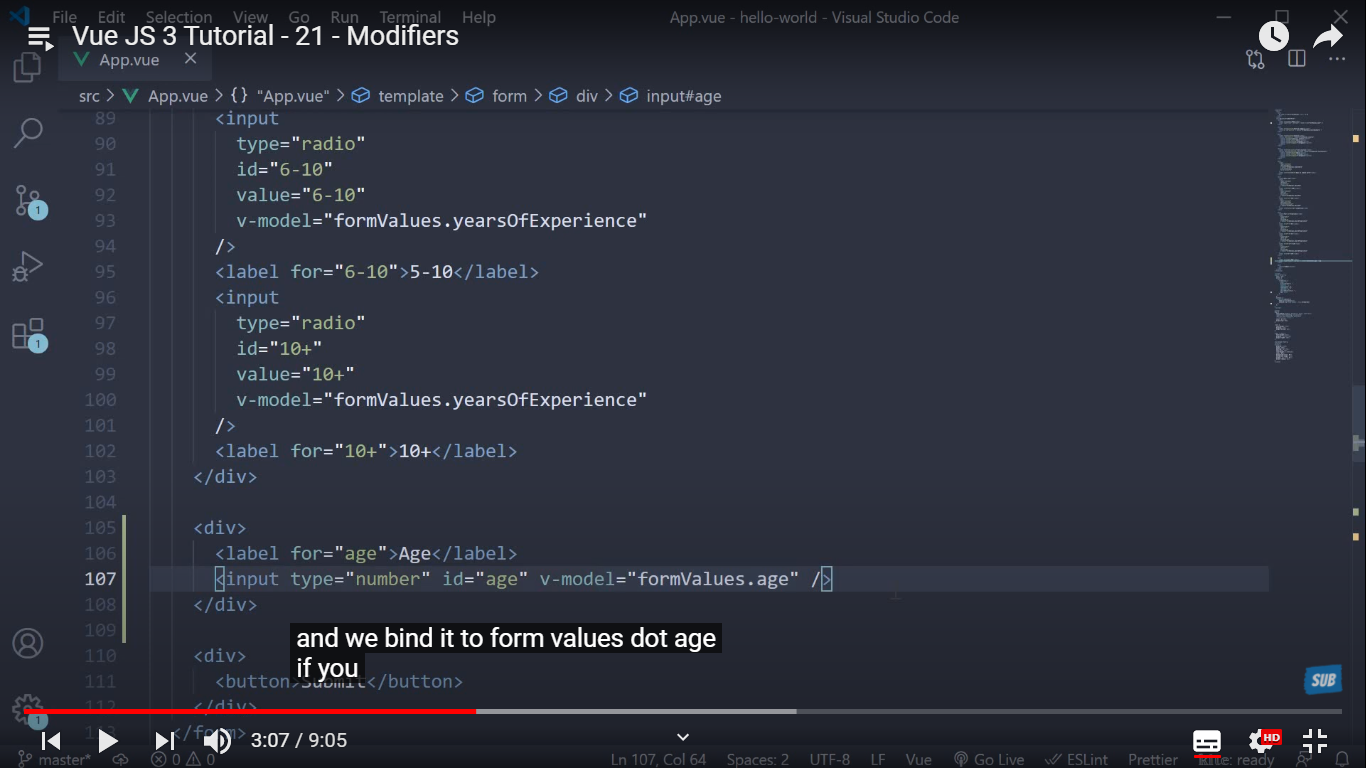 File Edit Selection View Go Run Terminal Help App.vue - hello-world - Visual Studio Code
Vue JS 3 Tutorial - 21 - Modifiers
App.vue
src > App.vue > {} "App.vue" > template > form > div > input#age
89 <input
90 type="radio"
91 id="6-10"
92 value="6-10"
93 v-model="formValues.yearsOfExperience"
94 />
95 <label for="6-10">5-10</label>
96 <input
97 type="radio"
98 id="10+"
99 value="10+"
100 v-model="formValues.yearsOfExperience"
101 />
102 <label for="10+">10+</label>
103 </div>
104
105 <div>
106 <label for="age">Age</label>
107 <input type="number" id="age" v-model="formValues.age" />
108 </div>
109
and we bind it to form values dot age
if you
110 <div>
111 <button>Submit</button>
112 </div>
</form>
1
1
1
SUB
3:07 / 9:05
HD
master* 0 0 Ln 107, Col 64 Spaces: 2 UTF-8 LF Vue Go Live ESLint Prettier ready